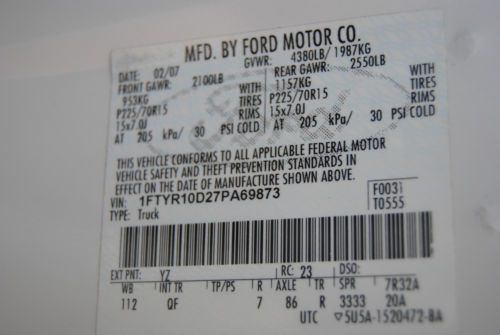 MFD. BY FORD MOTOR CO.
DATE: 02/07 GVWR: 4380LB/ 1987KG
FRONT GAWR: 2100LB REAR GAWR: 2550LB
953KG WITH 1157KG WITH
P225/70R15 TIRES P225/70R15 TIRES
15x7.0J RIMS 15x7.0J RIMS
AT 205 kPa/ 30 PSI COLD AT 205 kPa/ 30 PSI COLD
THIS VEHICLE CONFORMS TO ALL APPLICABLE FEDERAL MOTOR
VEHICLE SAFETY AND THEFT PREVENTION STANDARDS IN
EFFECT ON THE DATE OF MANUFACTURE SHOWN ABOVE.
VIN: 1FTYR10D27PA69873 F0031
TYPE: Truck T0555
EXT PNT: YZ RC: 23 DSO:
WB INT TR TP/PS R AXLE TR SPR 7R32A
112 QF 7 86 R 3333 20A
UTC ▽5U5A-1520472-BA